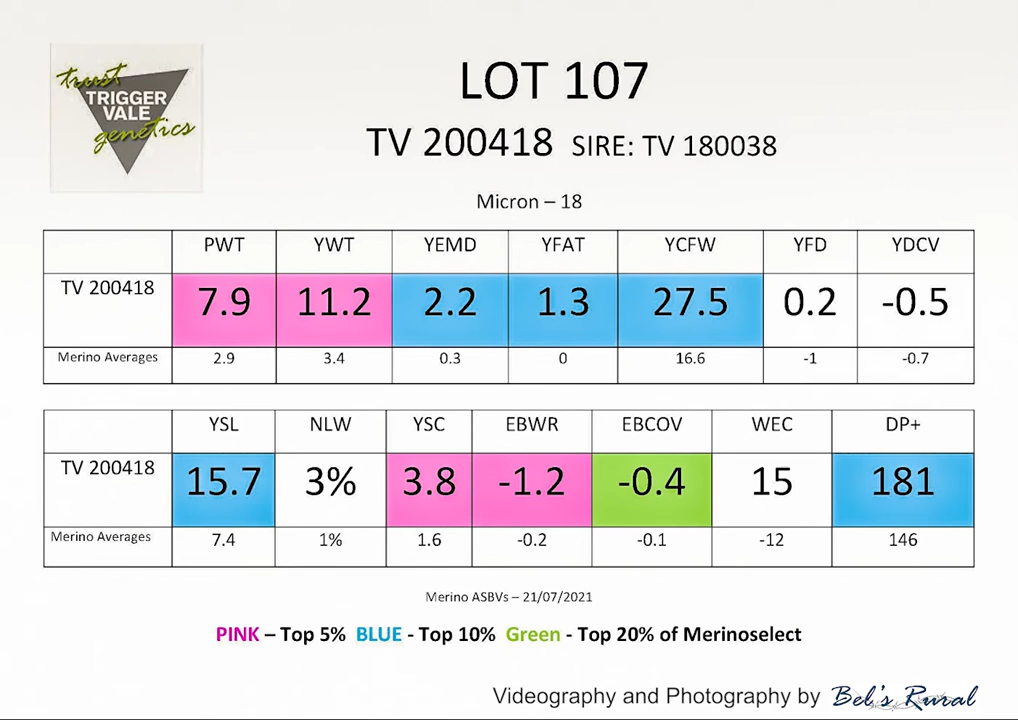 trust
TRIGGER
VALE
genetics
LOT 107
TV 200418 SIRE: TV 180038
Micron – 18
PWT YWT YEMD YFAT YCFW YFD YDCV
TV 200418 7.9 11.2 2.2 1.3 27.5 0.2 -0.5
Merino Averages 2.9 3.4 0.3 0 16.6 -1 -0.7
YSL NLW YSC EBWR EBCOV WEC DP+
TV 200418 15.7 3% 3.8 -1.2 -0.4 15 181
Merino Averages 7.4 1% 1.6 -0.2 -0.1 -12 146
Merino ASBVs – 21/07/2021
PINK – Top 5% BLUE - Top 10% Green - Top 20% of Merinoselect
Videography and Photography by Bel's Rural